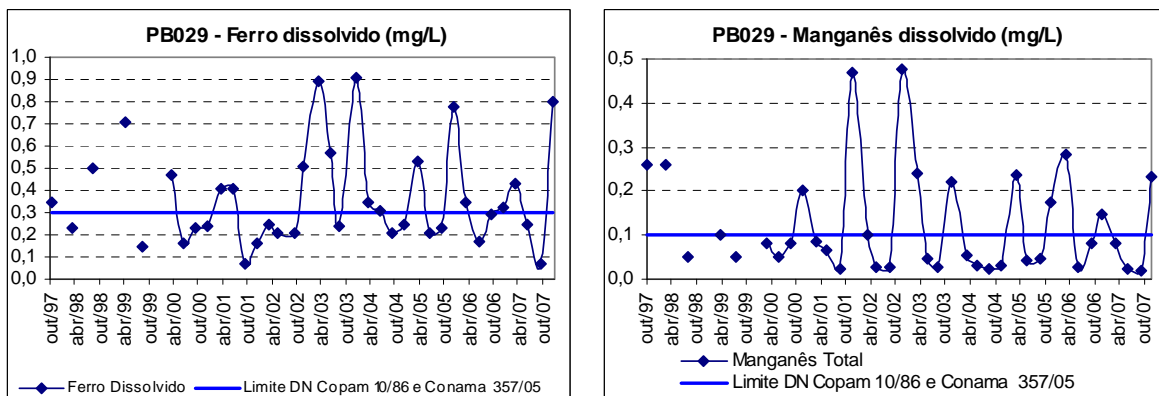 PB029 - Ferro dissolvido (mg/L)
1,0
0,9
0,8
0,7
0,6
0,5
0,4
0,3
0,2
0,1
0,0
out/97
abr/98
out/98
abr/99
out/99
abr/00
out/00
abr/01
out/01
abr/02
out/02
abr/03
out/03
abr/04
out/04
abr/05
out/05
abr/06
out/06
abr/07
out/07
Ferro Dissolvido
Limite DN Copam 10/86 e Conama 357/05
PB029 - Manganês dissolvido (mg/L)
0,5
0,4
0,3
0,2
0,1
0,0
out/97
abr/98
out/98
abr/99
out/99
abr/00
out/00
abr/01
out/01
abr/02
out/02
abr/03
out/03
abr/04
out/04
abr/05
out/05
abr/06
out/06
abr/07
out/07
Manganês Total
Limite DN Copam 10/86 e Conama 357/05